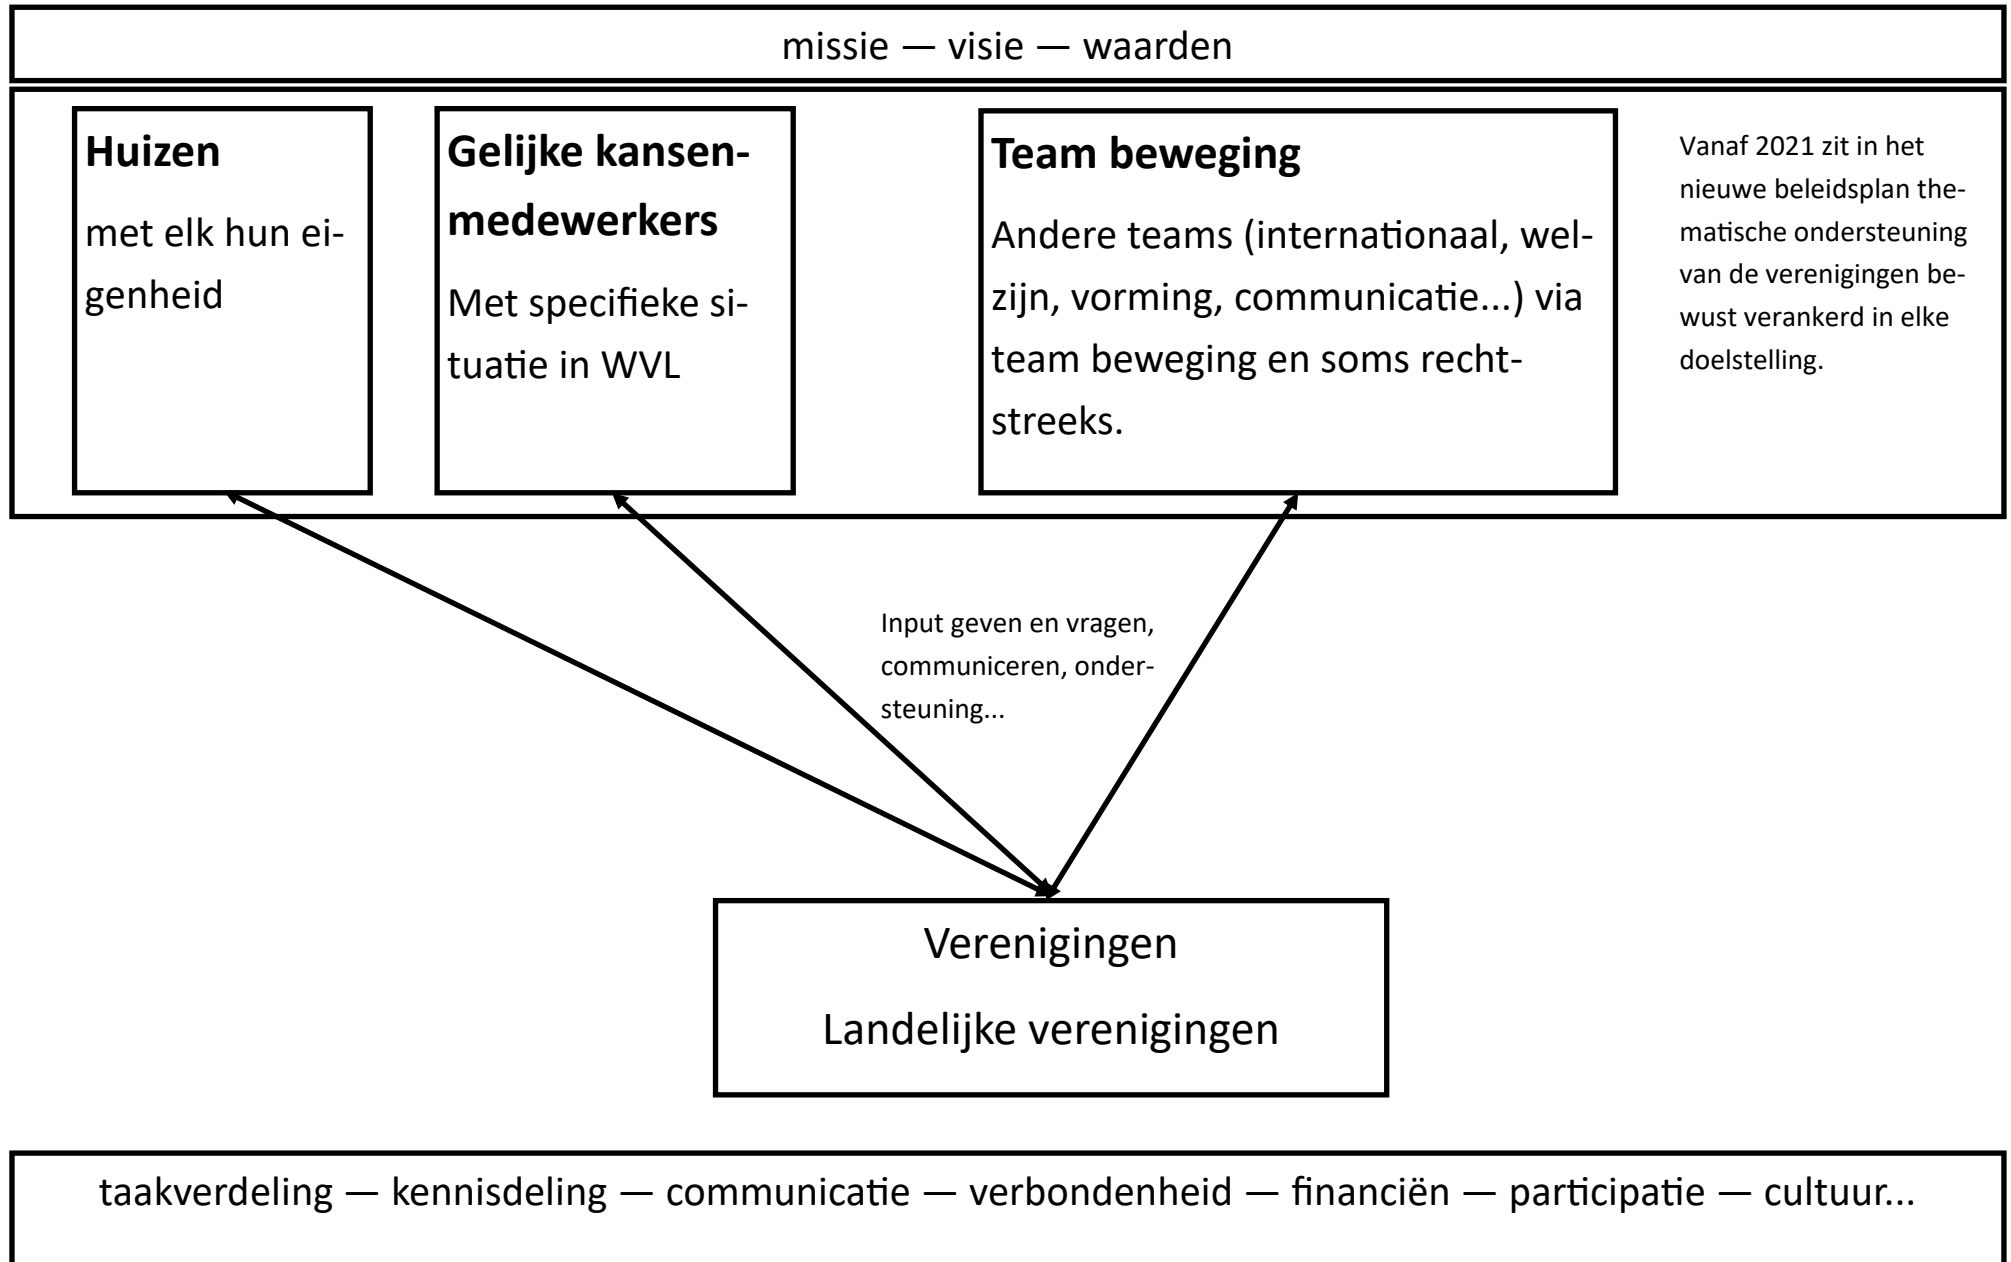 missie — visie — waarden
Huizen
met elk hun ei-
genheid
Gelijke kansen-
medewerkers
Met specifieke si-
tuatie in WVL
Team beweging
Andere teams (internationaal, wel-
zijn, vorming, communicatie...) via
team beweging en soms recht-
streeks.
Vanaf 2021 zit in het
nieuwe beleidsplan the-
matische ondersteuning
van de verenigingen be-
wust verankerd in elke
doelstelling.
Input geven en vragen,
communiceren, onder-
steuning...
Verenigingen
Landelijke verenigingen
taakverdeling — kennisdeling — communicatie — verbondenheid — financiën — participatie — cultuur...